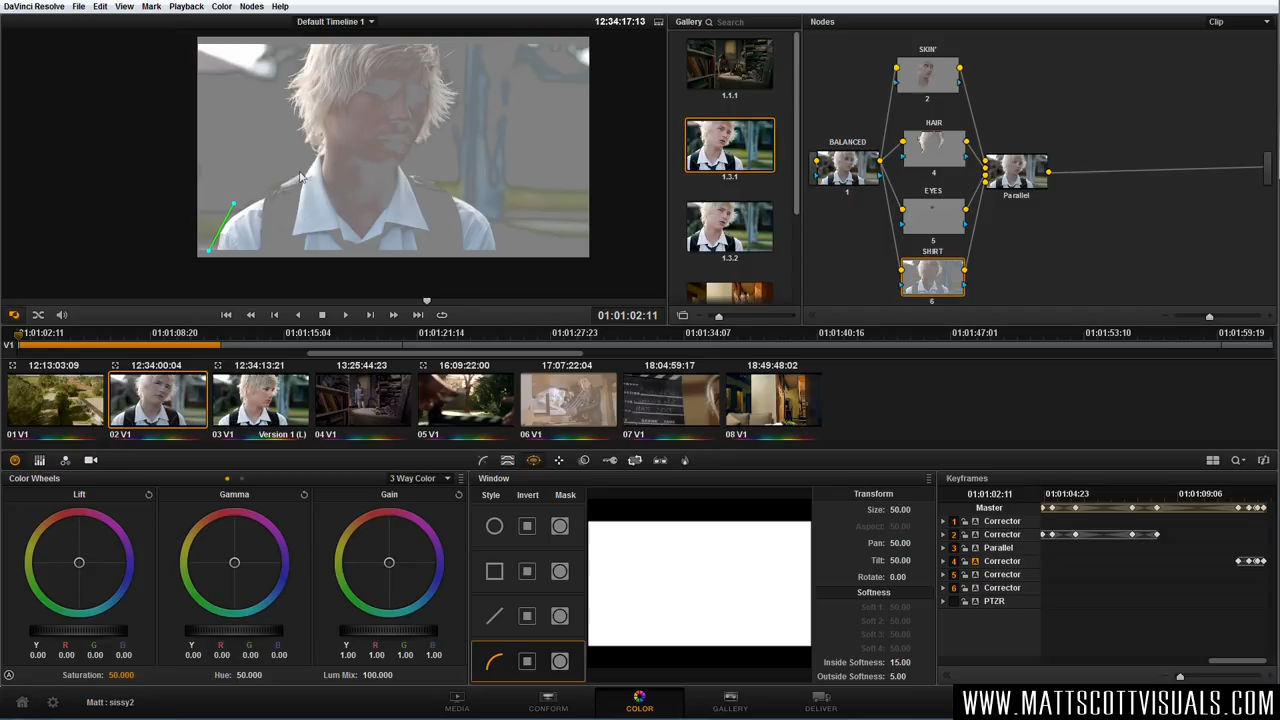 DaVinci Resolve File Edit View Mark Playback Color Nodes Help
Default Timeline 1 12:34:17:13 Gallery Search Nodes Clip
1.1.1
1.3.1
1.3.2
SKIN'
2
HAIR
4
BALANCED
1
EYES
5
Parallel
SHIRT
6
01:01:02:11
01:01:02:11 01:01:08:20 01:01:15:04 01:01:21:14 01:01:27:23 01:01:34:07 01:01:40:16 01:01:47:01 01:01:53:10 01:01:59:19
V1
12:13:03:09 12:34:00:04 12:34:13:21 13:25:44:23 16:09:22:00 17:07:22:04 18:04:59:17 18:49:48:02
01 V1 02 V1 03 V1 Version 1 (L) 04 V1 05 V1 06 V1 07 V1 08 V1
Color Wheels 3 Way Color
Lift Gamma Gain
Y R G B Y R G B Y R G B
0.00 0.00 0.00 0.00 0.00 0.00 0.00 0.00 1.00 1.00 1.00 1.00
Saturation: 50.000 Hue: 50.000 Lum Mix: 100.000
Window
Style Invert Mask
Transform
Size: 50.00
Aspect: 50.00
Pan: 50.00
Tilt: 50.00
Rotate: 0.00
Softness
Soft 1: 50.00
Soft 2: 50.00
Soft 3: 50.00
Soft 4: 50.00
Inside Softness: 15.00
Outside Softness: 5.00
Keyframes
01:01:02:11 01:01:04:23 01:01:09:06
Master
1 Corrector
2 Corrector
3 Parallel
4 Corrector
5 Corrector
6 Corrector
PTZR
Matt : sissy2 MEDIA CONFORM COLOR GALLERY DELIVER
WWW.MATTSCOTTVISUALS.COM